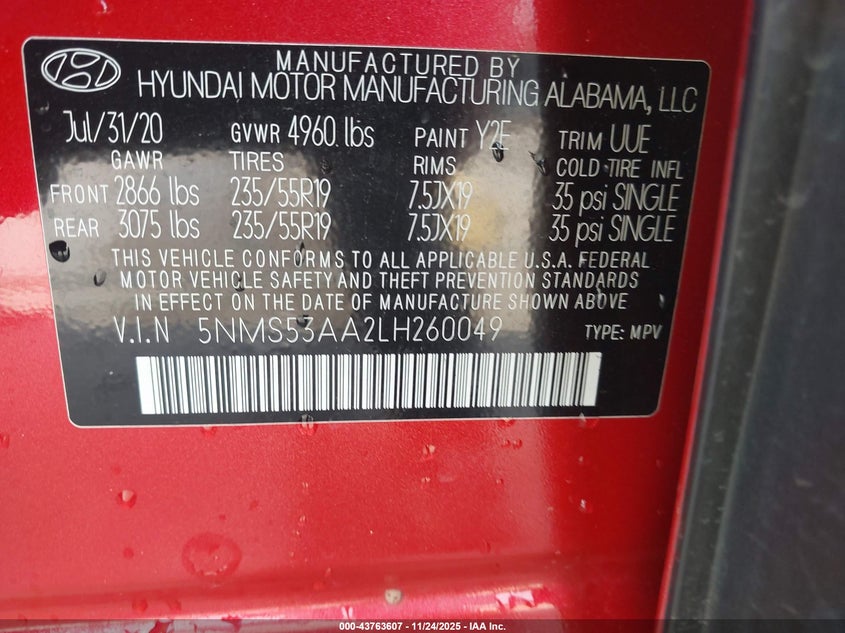 MANUFACTURED BY
HYUNDAI MOTOR MANUFACTURING ALABAMA, LLC
Jul/31/20 GVWR 4960 lbs PAINT Y2E TRIM UUE
GAWR TIRES RIMS COLD TIRE INFL
FRONT 2866 lbs 235/55R19 7.5JX19 35 psi SINGLE
REAR 3075 lbs 235/55R19 7.5JX19 35 psi SINGLE
THIS VEHICLE CONFORMS TO ALL APPLICABLE U.S.A. FEDERAL
MOTOR VEHICLE SAFETY AND THEFT PREVENTION STANDARDS
IN EFFECT ON THE DATE OF MANUFACTURE SHOWN ABOVE
V.I.N 5NMS53AA2LH260049 TYPE: MPV
000-43763607 - 11/24/2025 - IAA Inc.